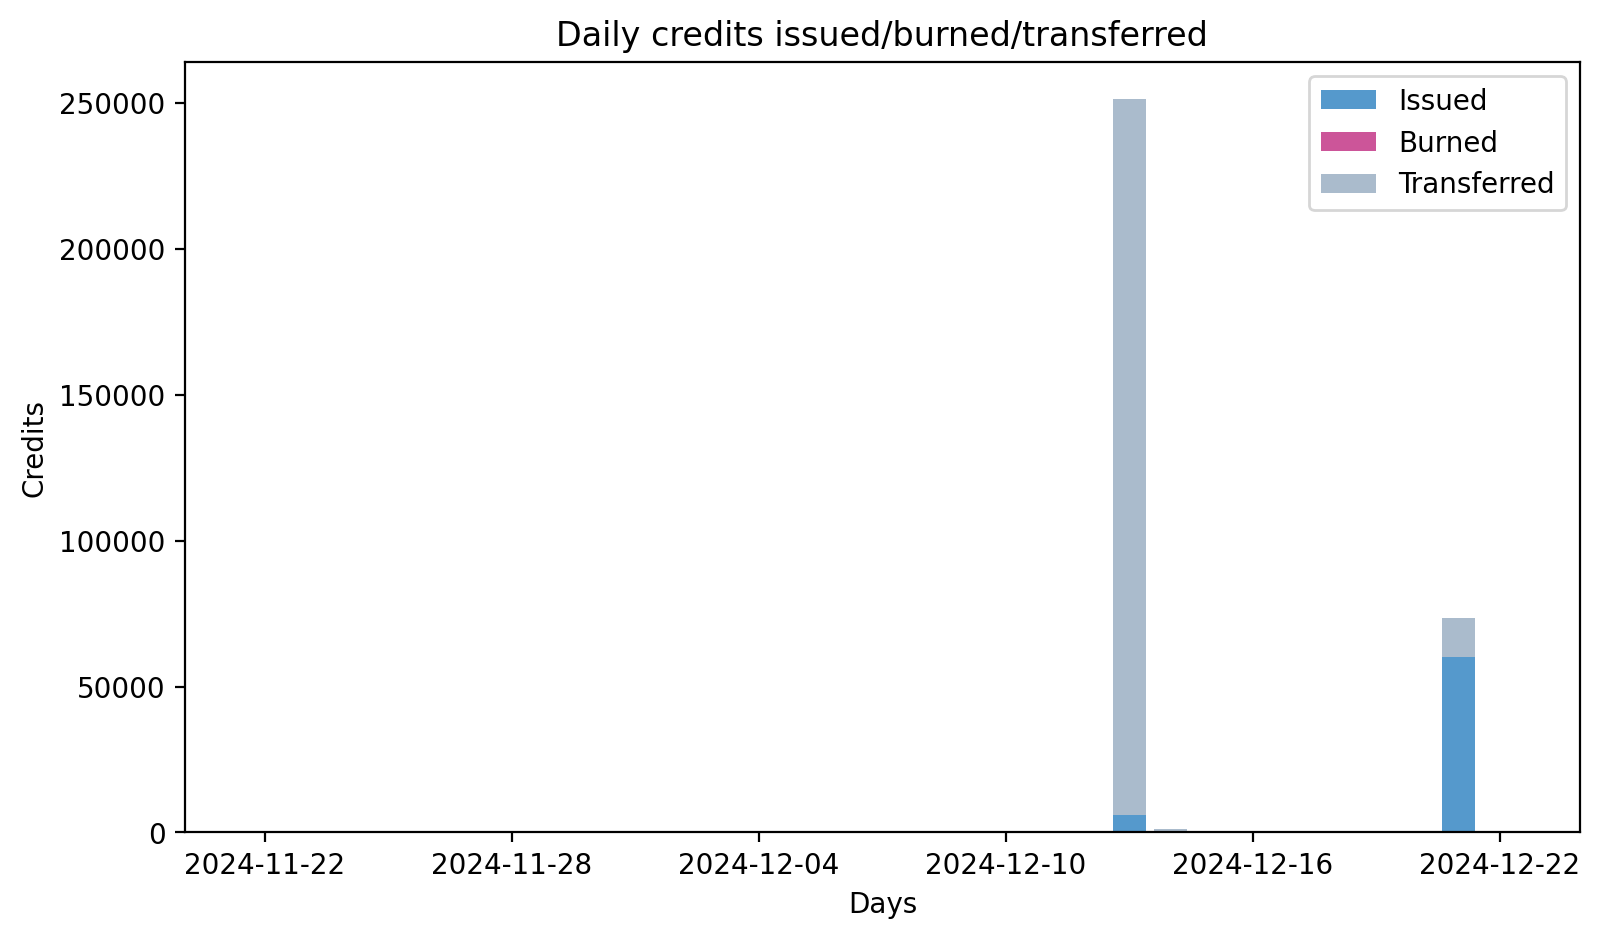 Daily credits issued/burned/transferred
Issued
Burned
Transferred
250000
200000
150000
100000
50000
0
Credits
2024-11-22
2024-11-28
2024-12-04
2024-12-10
2024-12-16
2024-12-22
Days